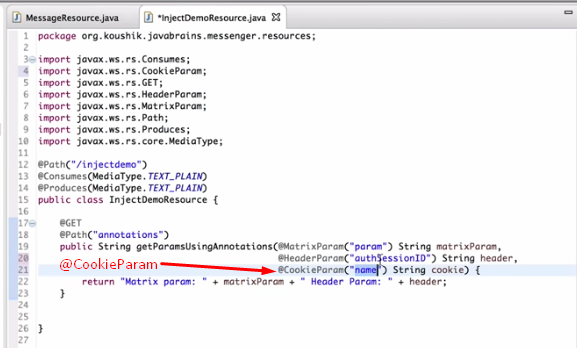 MessageResource.java *InjectDemoResource.java
1 package org.koushik.javabrains.messenger.resources;
2
3 import javax.ws.rs.Consumes;
4 import javax.ws.rs.CookieParam;
5 import javax.ws.rs.GET;
6 import javax.ws.rs.HeaderParam;
7 import javax.ws.rs.MatrixParam;
8 import javax.ws.rs.Path;
9 import javax.ws.rs.Produces;
10 import javax.ws.rs.core.MediaType;
11
12 @Path("/injectdemo")
13 @Consumes(MediaType.TEXT_PLAIN)
14 @Produces(MediaType.TEXT_PLAIN)
15 public class InjectDemoResource {
16
17 @GET
18 @Path("annotations")
19 public String getParamsUsingAnnotations(@MatrixParam("param") String matrixParam,
20 @HeaderParam("authSessionID") String header,
@CookieParam
21 @CookieParam("name") String cookie) {
22 return "Matrix param: " + matrixParam + " Header Param: " + header;
23 }
26
27 }